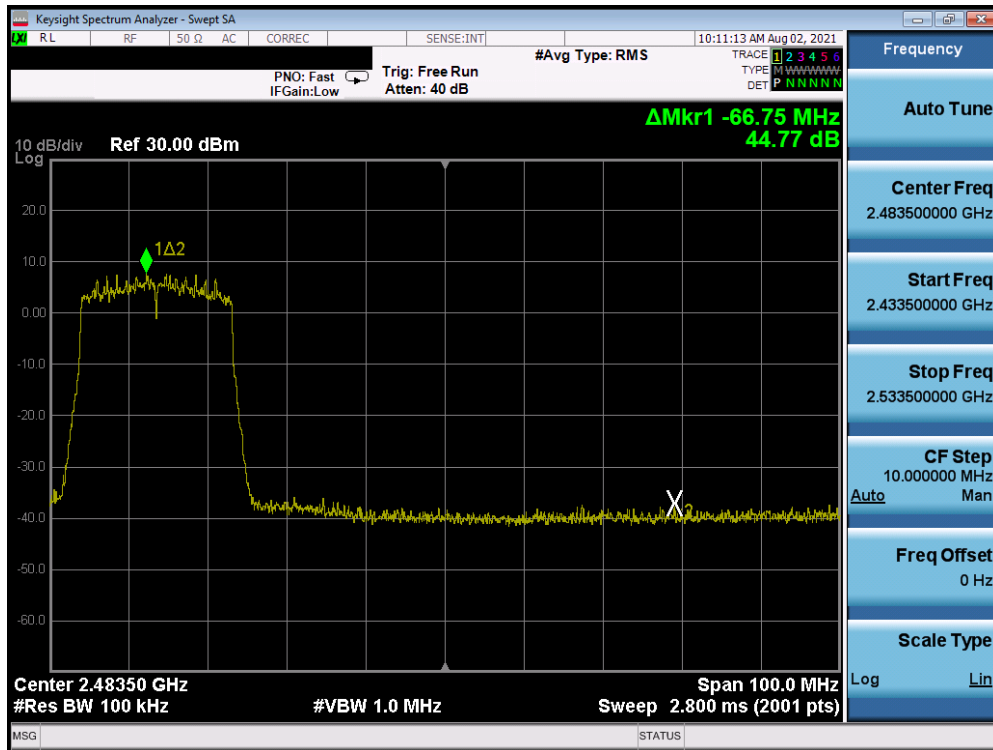 Keysight Spectrum Analyzer - Swept SA
LXI RL RF 50 Ω AC CORREC SENSE:INT 10:11:13 AM Aug 02, 2021
#Avg Type: RMS TRACE 1 2 3 4 5 6
PNO: Fast Trig: Free Run TYPE M WWWWW
IFGain:Low Atten: 40 dB DET P N N N N N
ΔMkr1 -66.75 MHz
44.77 dB
10 dB/div Ref 30.00 dBm
Log
20.0
1Δ2
10.0
0.00
-10.0
-20.0
-30.0
X2
-40.0
-50.0
-60.0
Center 2.48350 GHz Span 100.0 MHz
#Res BW 100 kHz #VBW 1.0 MHz Sweep 2.800 ms (2001 pts)
MSG STATUS
Frequency
Auto Tune
Center Freq
2.483500000 GHz
Start Freq
2.433500000 GHz
Stop Freq
2.533500000 GHz
CF Step
10.000000 MHz
Auto Man
Freq Offset
0 Hz
Scale Type
Log Lin